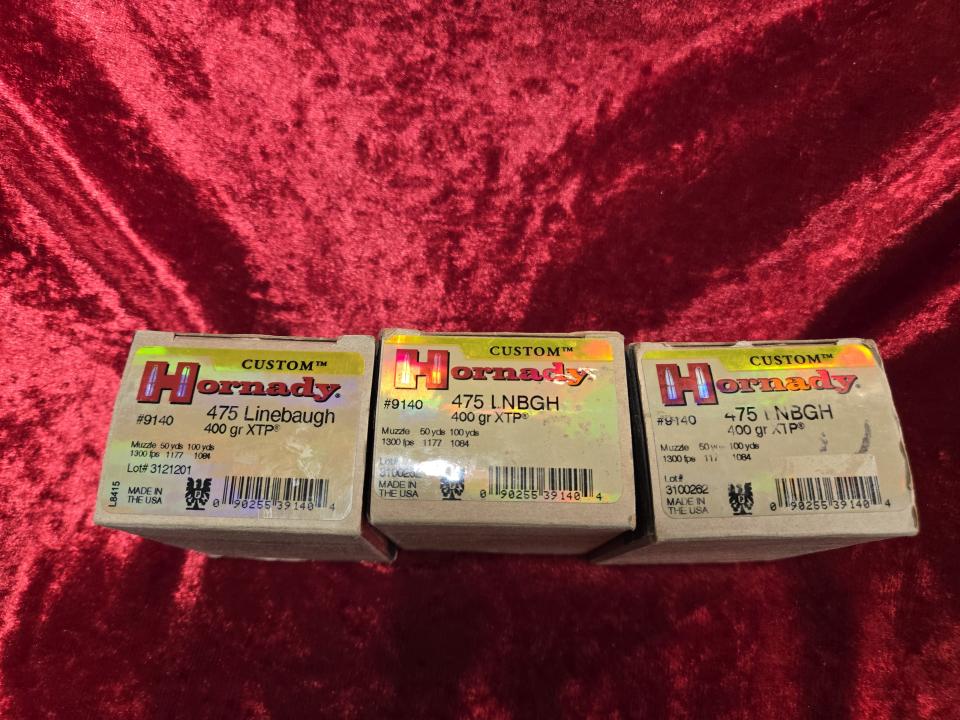 CUSTOM™
Hornady®
#9140 475 Linebaugh
400 gr XTP®
Muzzle 50 yds 100 yds
1300 fps 1177 1084
Lot# 3121201
L8415
MADE IN
THE USA
0 90255 39140 4
CUSTOM™
Hornady
#9140 475 LNBGH
400 gr XTP®
Muzzle 50 yds 100 yds
1300 fps 1177 1084
Lot#
MADE IN
THE USA
0 90255 39140 4
CUSTOM™
Hornady®
#9140 475 LNBGH
400 gr XTP®
Muzzle 50 100 yds
1300 fps 1084
Lot#
3100262
MADE IN
THE USA
0 90255 39140 4